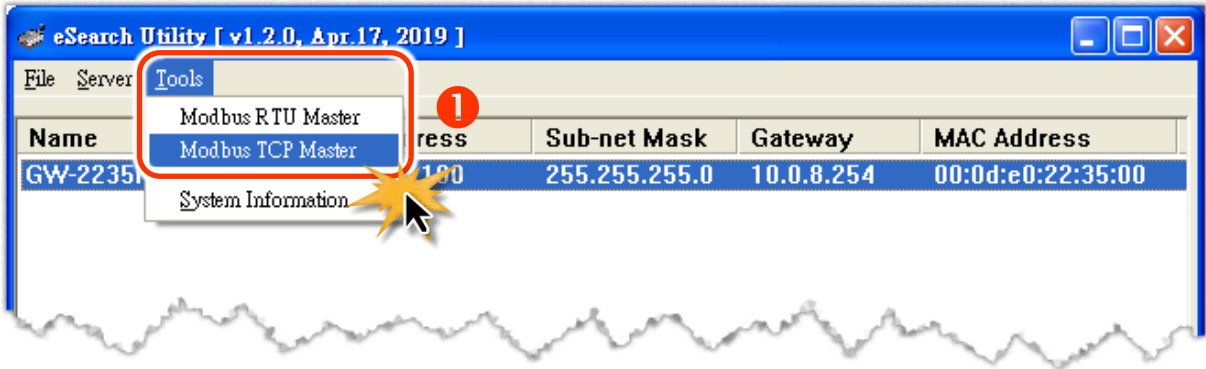 eSearch Utility [ v1.2.0, Apr.17, 2019 ]
File Server Tools
Modbus RTU Master
1
Modbus TCP Master
System Information
Name ress Sub-net Mask Gateway MAC Address
GW-2235 /100 255.255.255.0 10.0.8.254 00:0d:e0:22:35:00